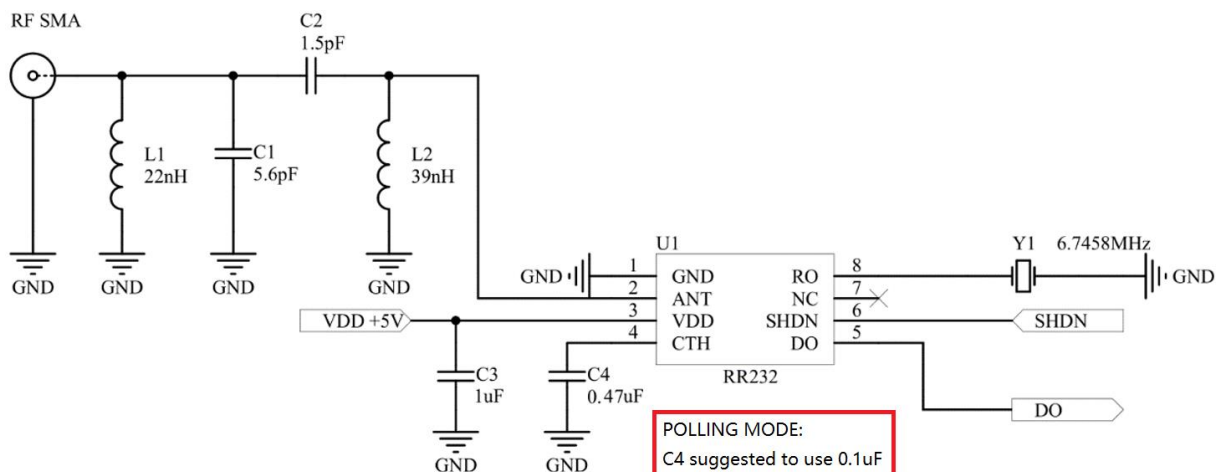 RF SMA
C2
1.5pF
L1
22nH
C1
5.6pF
L2
39nH
GND
GND
GND
GND
U1
Y1 6.7458MHz
GND 1 GND RO 8 GND
2 ANT NC 7
VDD +5V 3 VDD SHDN 6 SHDN
4 CTH DO 5
C3
1uF
C4
0.47uF
RR232
DO
GND
GND
POLLING MODE:
C4 suggested to use 0.1uF